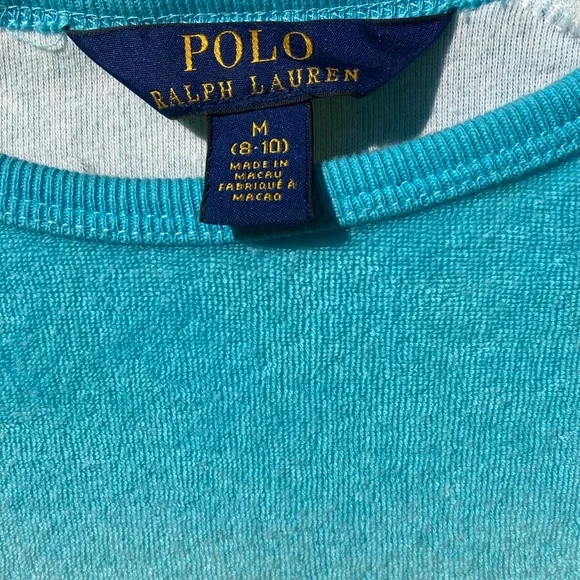 POLO
RALPH LAUREN
M
(8-10)
MADE IN
MACAU
FABRIQUÉ À
MACAO